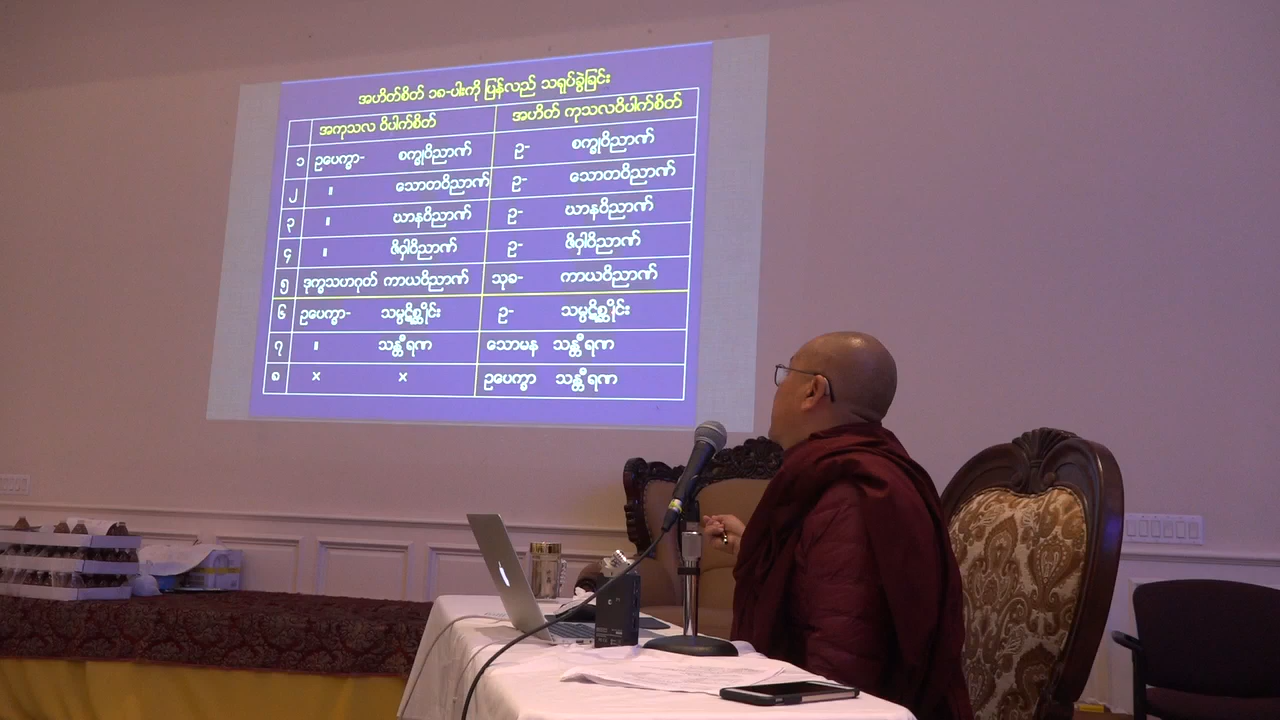 အဟိတ်စိတ် ၁၈-ပါးကို ပြန်လည် သရုပ်ခွဲခြင်း
အကုသလ ဝိပါက်စိတ် အဟိတ် ကုသလဝိပါက်စိတ်
၁ ဥပေက္ခာ- စက္ခုဝိညာဏ် ဥ- စက္ခုဝိညာဏ်
၂ " သောတဝိညာဏ် ဥ- သောတဝိညာဏ်
၃ " ဃာနဝိညာဏ် ဥ- ဃာနဝိညာဏ်
၄ " ဇိဝှါဝိညာဏ် ဥ- ဇိဝှါဝိညာဏ်
၅ ဒုက္ခသဟဂုတ် ကာယဝိညာဏ် သုခ- ကာယဝိညာဏ်
၆ ဥပေက္ခာ- သမ္ပဋိစ္ဆိုင်း ဥ- သမ္ပဋိစ္ဆိုင်း
၇ " သန္တီရဏ သောမန သန္တီရဏ
၈ × × ဥပေက္ခာ သန္တီရဏ